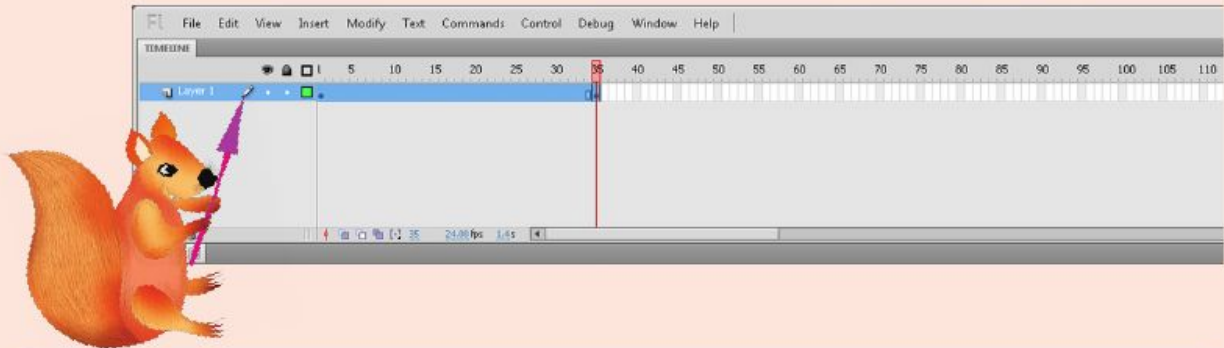 Fl File Edit View Insert Modify Text Commands Control Debug Window Help
TIMELINE
1 5 10 15 20 25 30 35 40 45 50 55 60 65 70 75 80 85 90 95 100 105 110
Layer 1
35 24.00 fps 1.4 s